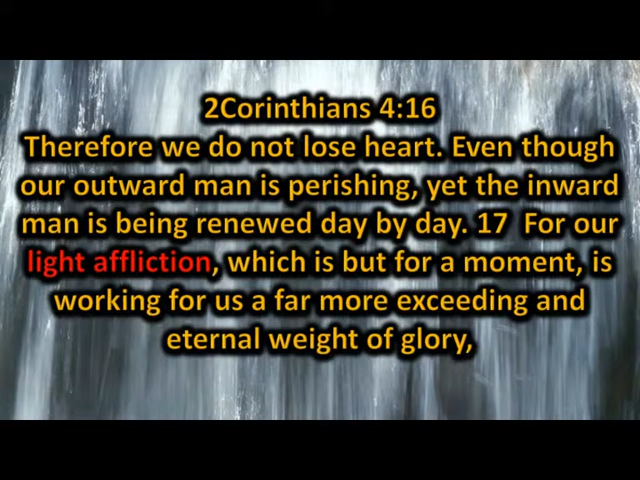 2Corinthians 4:16
Therefore we do not lose heart. Even though
our outward man is perishing, yet the inward
man is being renewed day by day. 17  For our
light affliction, which is but for a moment, is
working for us a far more exceeding and
eternal weight of glory,